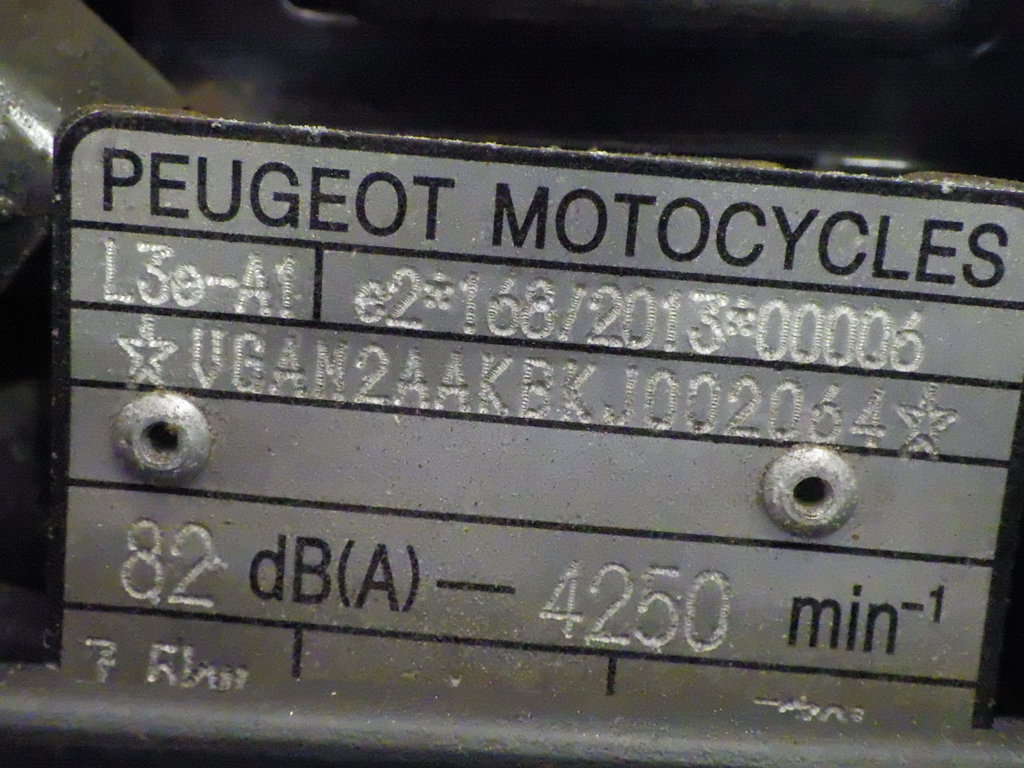 PEUGEOT MOTOCYCLES
L3e-A1 e2*168/2013*00006
☆VGAM2AAKBKJ002064☆
82 dB(A) — 4250 min⁻¹